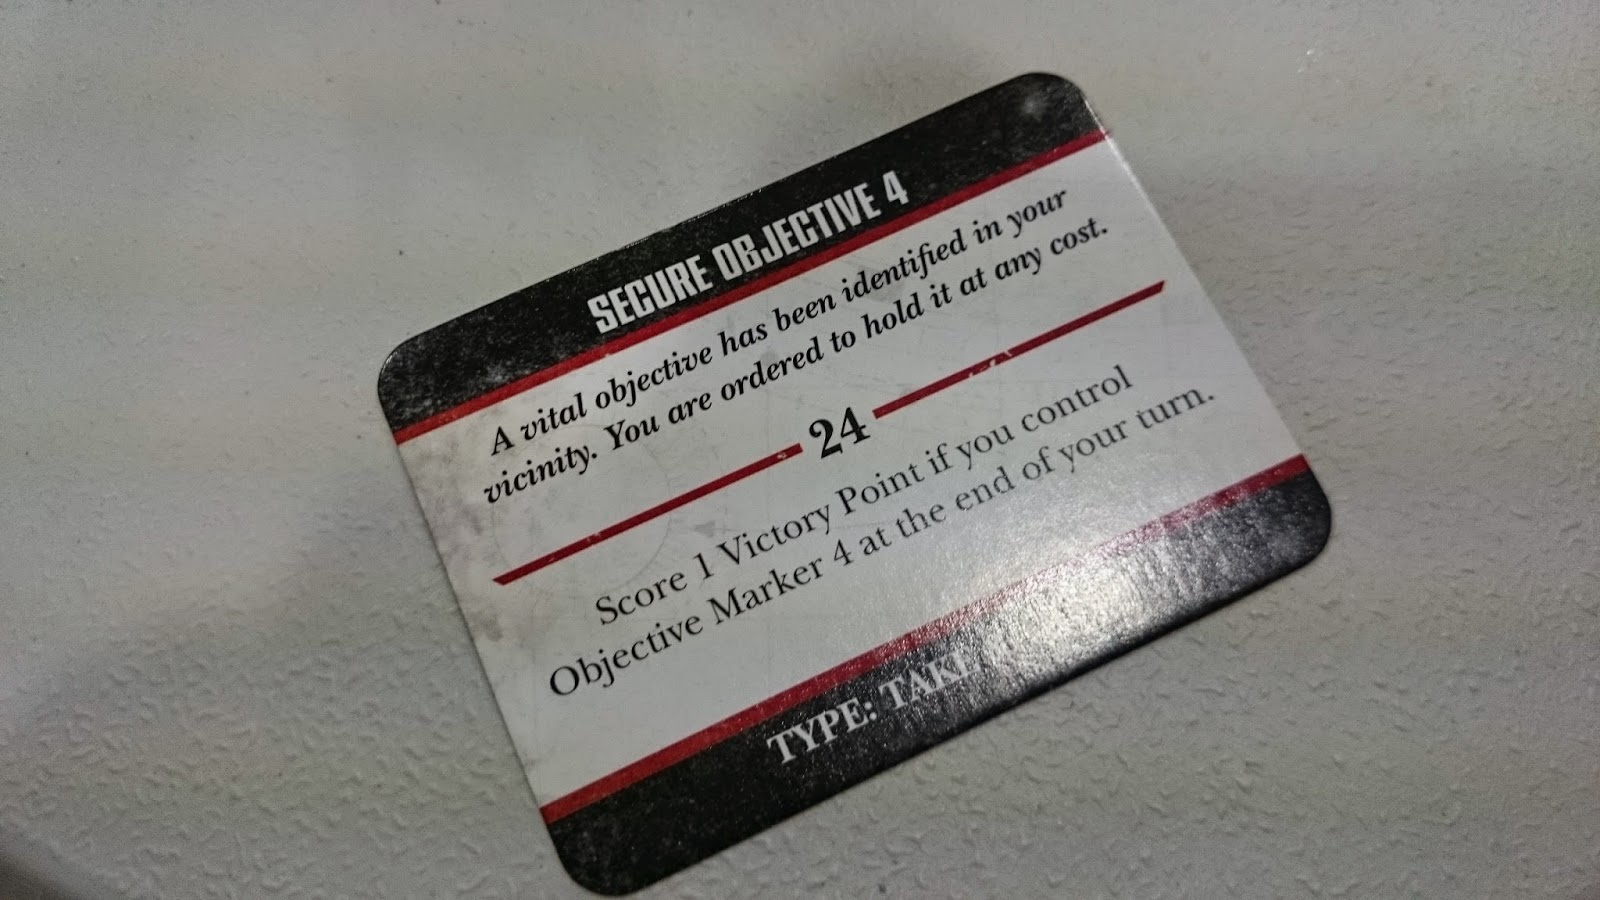 SECURE OBJECTIVE 4
A vital objective has been identified in your
vicinity. You are ordered to hold it at any cost.
24
Score 1 Victory Point if you control
Objective Marker 4 at the end of your turn.
TYPE: TAKE